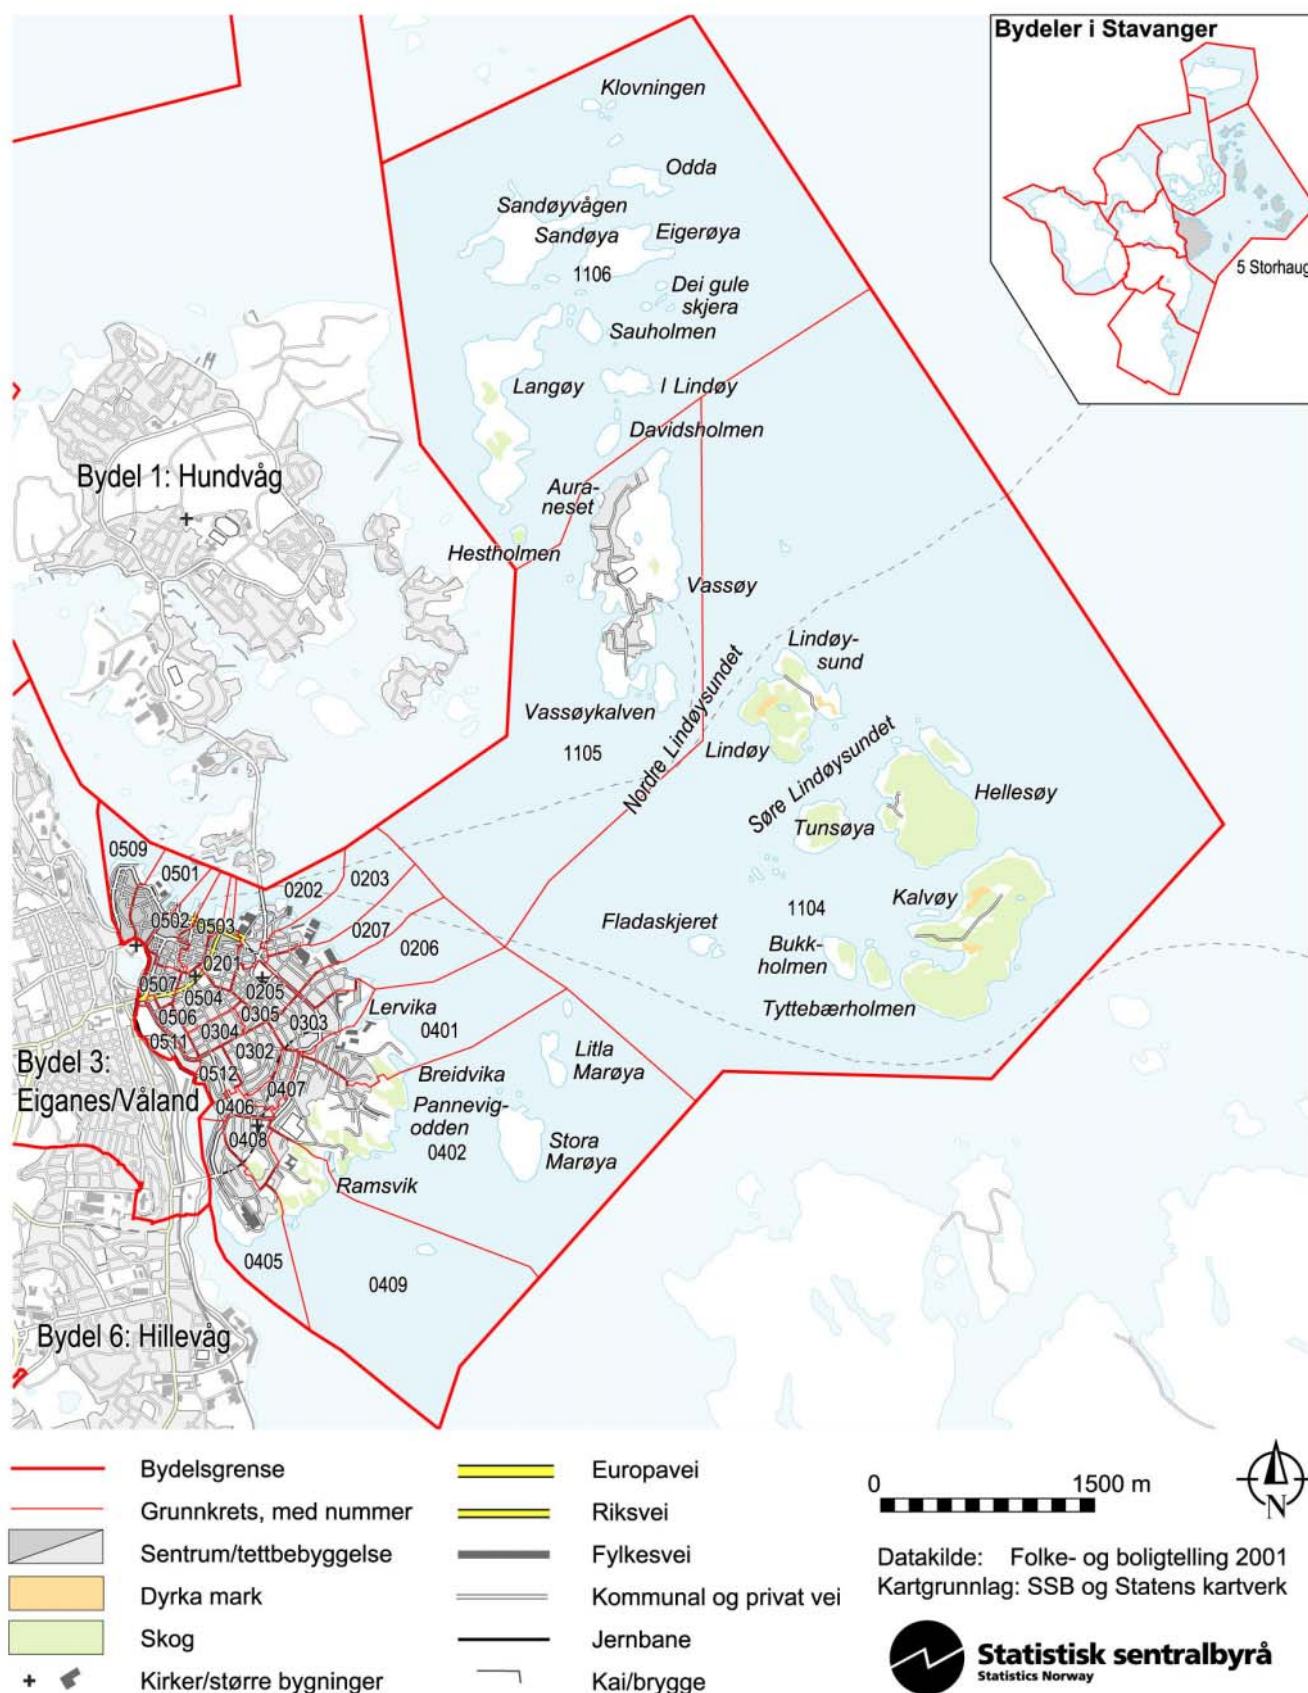 Bydeler i Stavanger
5 Storhaug
Klovningen
Odda
Sandøyvågen
Sandøya
Eigerøya
1106
Dei gule
skjera
Sauholmen
Langøy
I Lindøy
Davidsholmen
Bydel 1: Hundvåg
Aura-
neset
Hestholmen
Vassøy
Lindøy-
sund
Vassøykalven
1105
Nordre Lindøysundet
Lindøy
Søre Lindøysundet
Hellesøy
Tunsøya
Kalvøy
1104
Fladaskjeret
Bukk-
holmen
Tyttebærholmen
0509
0501
0202
0203
0502
0503
0207
0206
0201
0507
0504
0205
0506
0305
0303
Lervika
0401
0304
0511
0302
Litla
Marøya
Bydel 3:
Eiganes/Våland
0512
0407
Breidvika
0406
Pannevig-
odden
0408
0402
Stora
Marøya
Ramsvik
0405
0409
Bydel 6: Hillevåg
Bydelsgrense
Grunnkrets, med nummer
Sentrum/tettbebyggelse
Dyrka mark
Skog
Kirker/større bygninger
Europavei
Riksvei
Fylkesvei
Kommunal og privat vei
Jernbane
Kai/brygge
0 1500 m
N
Datakilde: Folke- og boligtelling 2001
Kartgrunnlag: SSB og Statens kartverk
Statistisk sentralbyrå
Statistics Norway